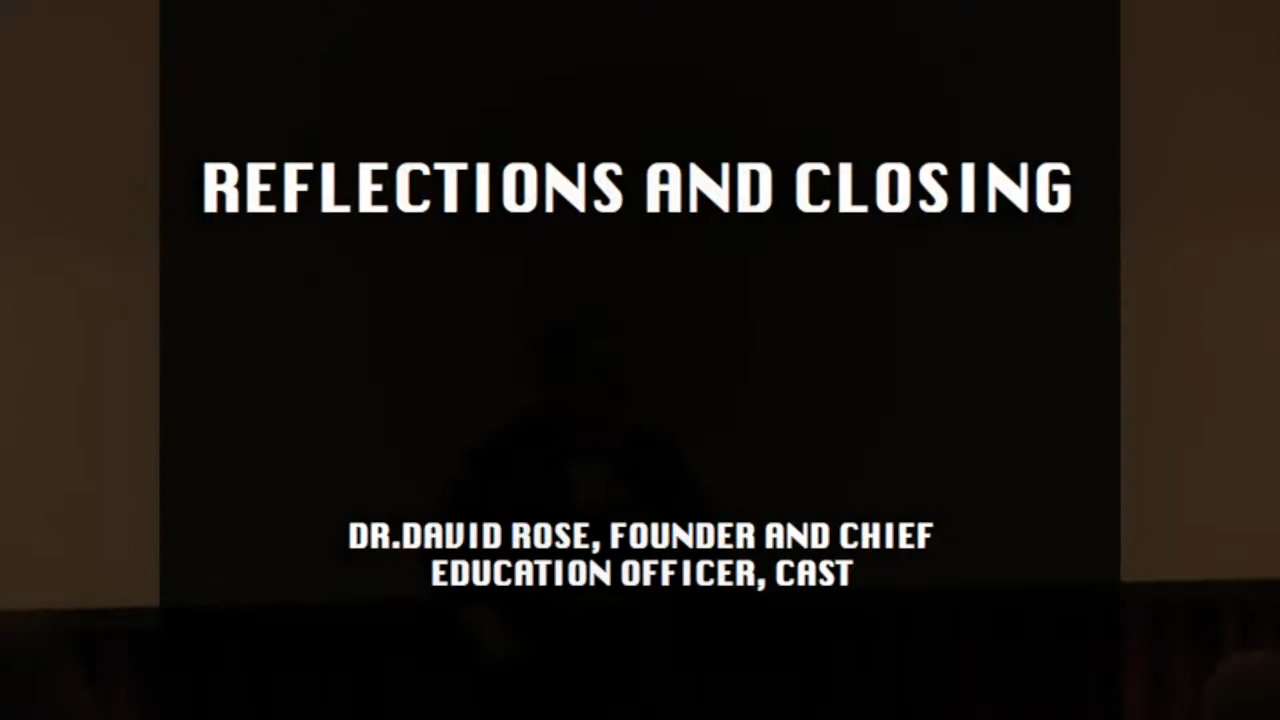 REFLECTIONS AND CLOSING
DR.DAVID ROSE, FOUNDER AND CHIEF
EDUCATION OFFICER, CAST